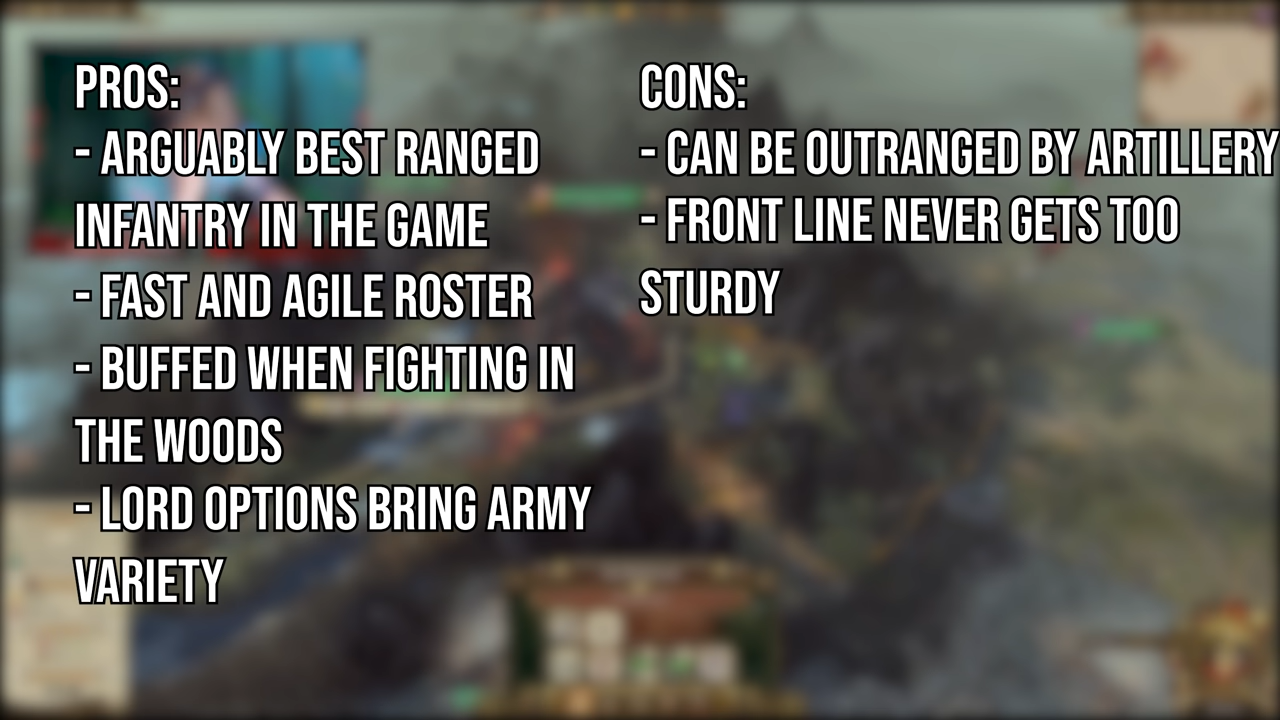 PROS:
- ARGUABLY BEST RANGED
INFANTRY IN THE GAME
- FAST AND AGILE ROSTER
- BUFFED WHEN FIGHTING IN
THE WOODS
- LORD OPTIONS BRING ARMY
VARIETY
CONS:
- CAN BE OUTRANGED BY ARTILLERY
- FRONT LINE NEVER GETS TOO
STURDY